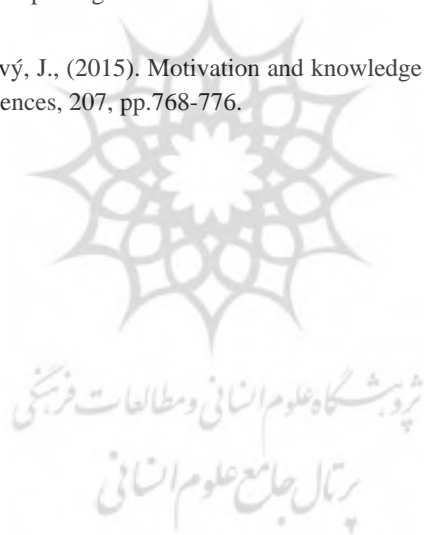 vý, J., (2015). Motivation and knowledge
ences, 207, pp.768-776.
پژوهشگاه علوم انسانی و مطالعات فرهنگی
پرتال جامع علوم انسانی